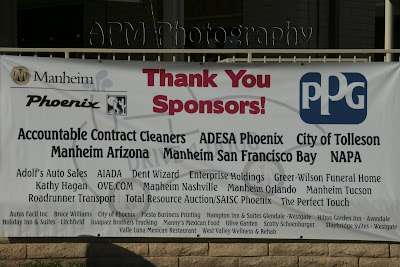 APM Photography
Manheim
Phoenix
Thank You
Sponsors!
PPG
Accountable Contract Cleaners ADESA Phoenix City of Tolleson
Manheim Arizona Manheim San Francisco Bay NAPA
Adolf's Auto Sales AIADA Dent Wizard Enterprise Holdings Greer-Wilson Funeral Home
Kathy Hagan OVE.COM Manheim Nashville Manheim Orlando Manheim Tucson
Roadrunner Transport Total Resource Auction/SAISC Phoenix The Perfect Touch
Autos Facil Inc Bruce Williams City of Phoenix Fiesta Business Printing Hampton Inn & Suites Glendale -Westgate Hilton Garden Inn - Avondale
Holiday Inn & Suites - Litchfield Jsaquez Brothers Trucking Manny's Mexican Food Olive Garden Scotty Schoenburger Staybridge Suites - Westgate
Valle Luna Mexican Restaurant West Valley Wellness & Rehab